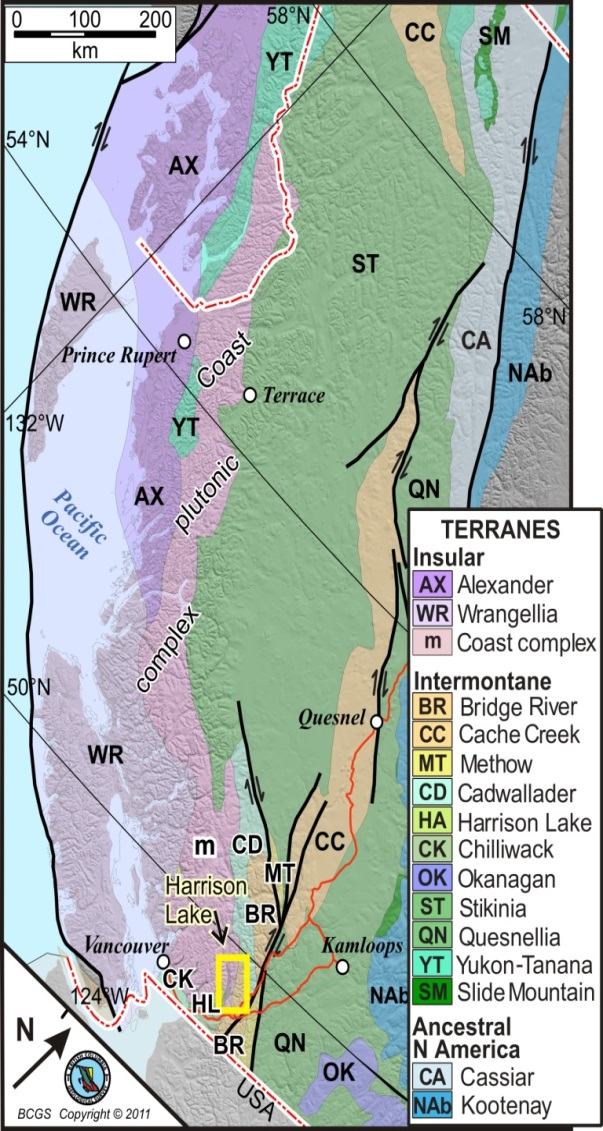 0 100 200
km
58°N
CC
SM
YT
54°N
AX
ST
WR
58°N
Prince Rupert
CA
Coast
NAb
Terrace
132°W
YT
plutonic
QN
AX
Pacific
Ocean
complex
50°N
Quesnel
WR
m
CD
CC
MT
Harrison
Lake
BR
Vancouver
Kamloops
CK
124°W
HL
NAb
BR
QN
OK
USA
N
BCGS Copyright © 2011
TERRANES
Insular
AX Alexander
WR Wrangellia
m Coast complex
Intermontane
BR Bridge River
CC Cache Creek
MT Methow
CD Cadwallader
HA Harrison Lake
CK Chilliwack
OK Okanagan
ST Stikinia
QN Quesnellia
YT Yukon-Tanana
SM Slide Mountain
Ancestral
N America
CA Cassiar
NAb Kootenay